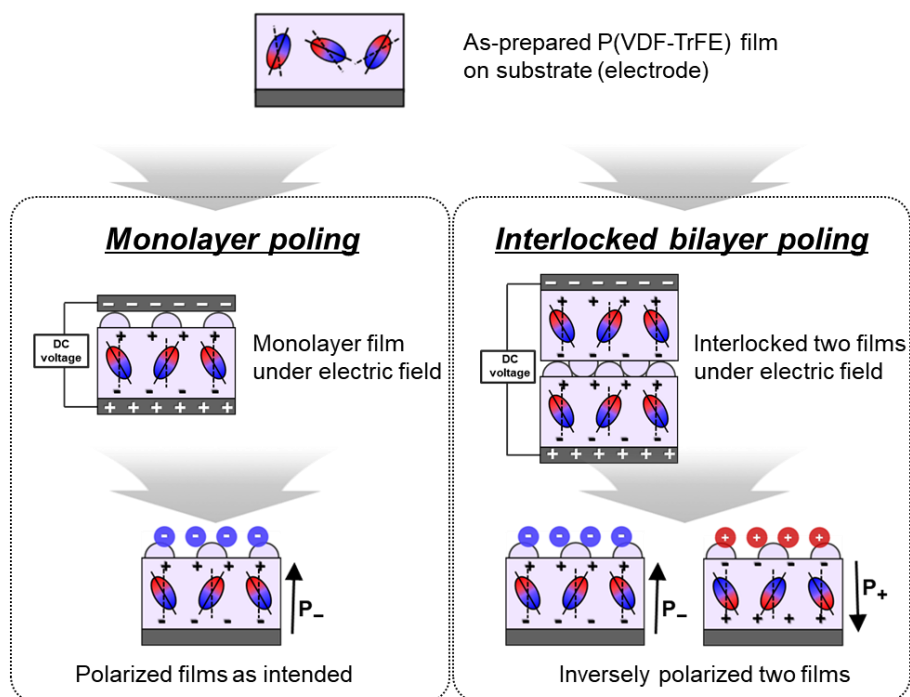 As-prepared P(VDF-TrFE) film
on substrate (electrode)
Monolayer poling
− − − − − −
+ + + +
DC
voltage
Monolayer film
under electric field
- - - -
+ + + + + +
- - - -
+ + + +
P−
- - - -
Polarized films as intended
Interlocked bilayer poling
− − − − − −
+ + + +
- - - -
DC
voltage
Interlocked two films
under electric field
+ + + +
- - - -
+ + + + + +
- - - -
+ + + +
P−
- - - -
+ + + +
- - - -
P+
+ + + +
Inversely polarized two films